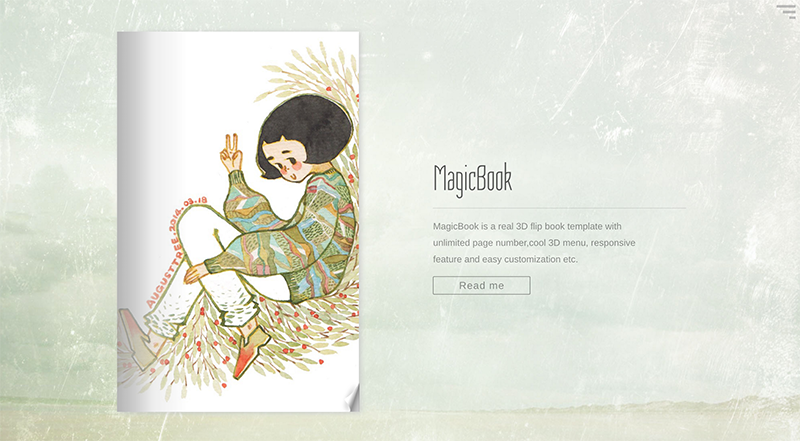 AUGUSTTREE.2014.03.18
MagicBook
MagicBook is a real 3D flip book template with
unlimited page number,cool 3D menu, responsive
feature and easy customization etc.
Read me